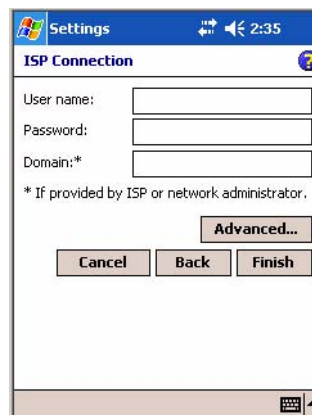 Settings 2:35
ISP Connection ?
User name:
Password:
Domain:*
* If provided by ISP or network administrator.
Advanced...
Cancel Back Finish